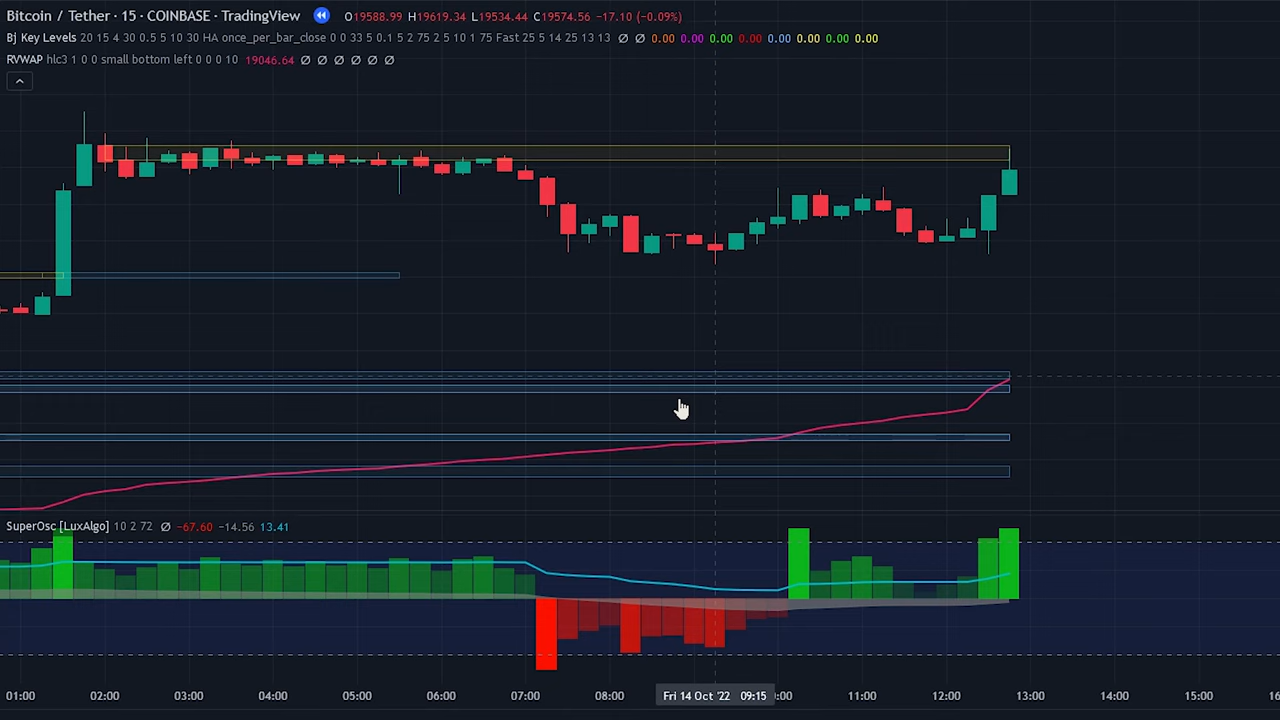 Bitcoin / Tether · 15 · COINBASE · TradingView O19588.99 H19619.34 L19534.44 C19574.56 −17.10 (−0.09%)
BJ Key Levels 20 15 4 30 0.5 5 10 30 HA once_per_bar_close 0 0 33 5 0.1 5 2 75 2 5 10 1 75 Fast 25 5 14 25 13 13 ∅ ∅ 0.00 0.00 0.00 0.00 0.00 0.00 0.00 0.00
RVWAP hlc3 1 0 0 small bottom left 0 0 0 10 19046.64 ∅ ∅ ∅ ∅ ∅ ∅
SuperOsc [LuxAlgo] 10 2 72 ∅ −67.60 −14.56 13.41
01:00 02:00 03:00 04:00 05:00 06:00 07:00 08:00 Fri 14 Oct '22 09:15 :00 11:00 12:00 13:00 14:00 15:00 16